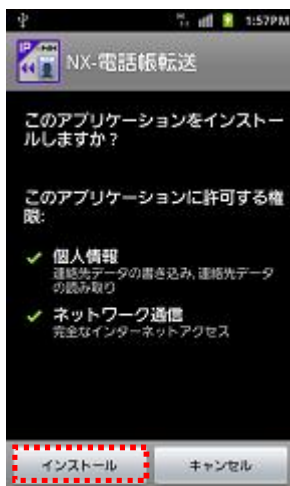 1:57PM
IP
NX-電話帳転送
このアプリケーションをインストー
ルしますか？
このアプリケーションに許可する権
限:
個人情報
連絡先データの書き込み, 連絡先データ
の読み取り
ネットワーク通信
完全なインターネットアクセス
インストール
キャンセル